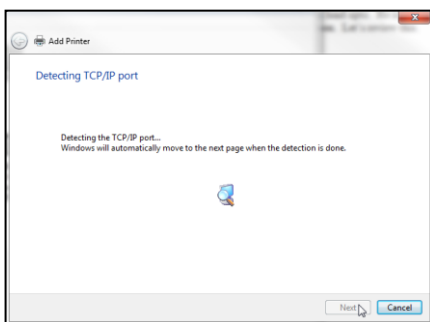 Add Printer
Detecting TCP/IP port
Detecting the TCP/IP port...
Windows will automatically move to the next page when the detection is done.
Next
Cancel